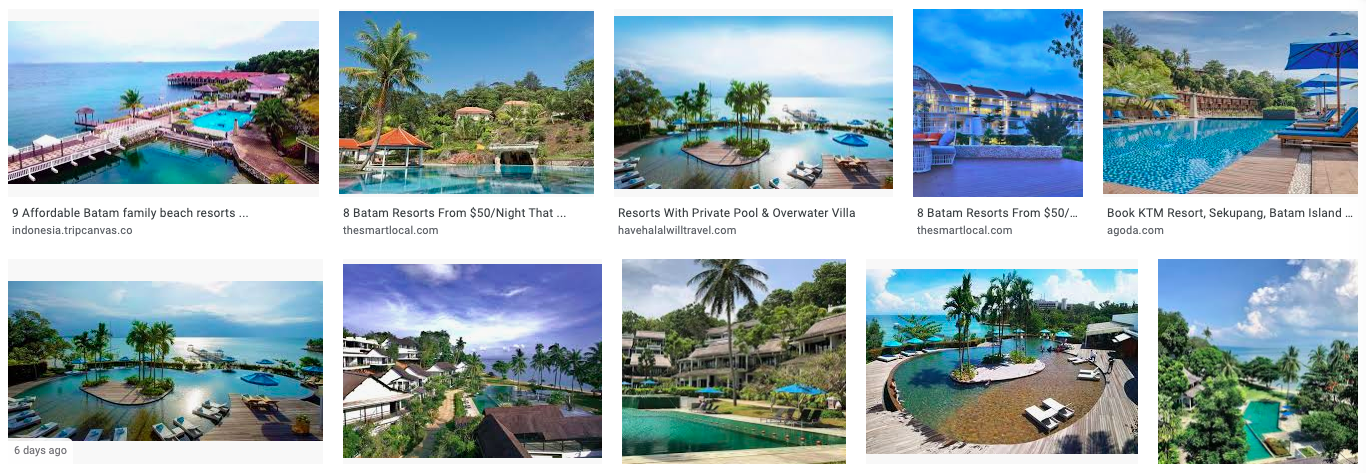 9 Affordable Batam family beach resorts ...
indonesia.tripcanvas.co
8 Batam Resorts From $50/Night That ...
thesmartlocal.com
Resorts With Private Pool & Overwater Villa
havehalalwilltravel.com
8 Batam Resorts From $50/...
thesmartlocal.com
Book KTM Resort, Sekupang, Batam Island ...
agoda.com
6 days ago